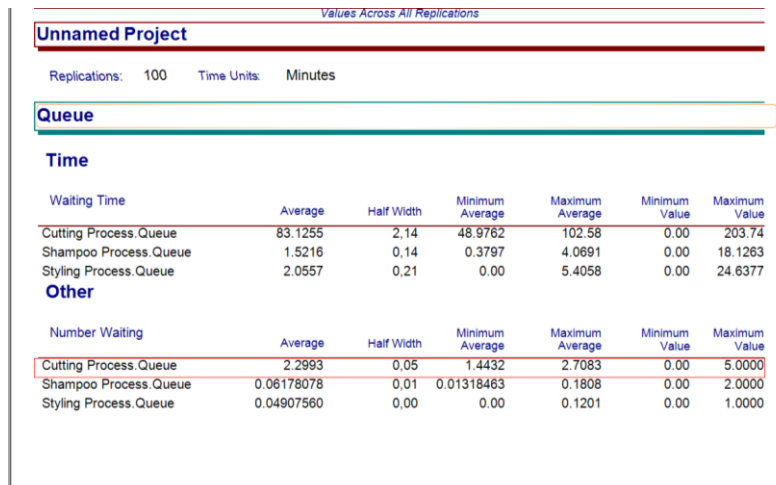 Values Across All Replications
Unnamed Project
Replications: 100 Time Units: Minutes
Queue
Time
Waiting Time Average Half Width Minimum Average Maximum Average Minimum Value Maximum Value
Cutting Process.Queue 83.1255 2,14 48.9762 102.58 0.00 203.74
Shampoo Process.Queue 1.5216 0,14 0.3797 4.0691 0.00 18.1263
Styling Process.Queue 2.0557 0,21 0.00 5.4058 0.00 24.6377
Other
Number Waiting Average Half Width Minimum Average Maximum Average Minimum Value Maximum Value
Cutting Process.Queue 2.2993 0,05 1.4432 2.7083 0.00 5.0000
Shampoo Process.Queue 0.06178078 0,01 0.01318463 0.1808 0.00 2.0000
Styling Process.Queue 0.04907560 0,00 0.00 0.1201 0.00 1.0000